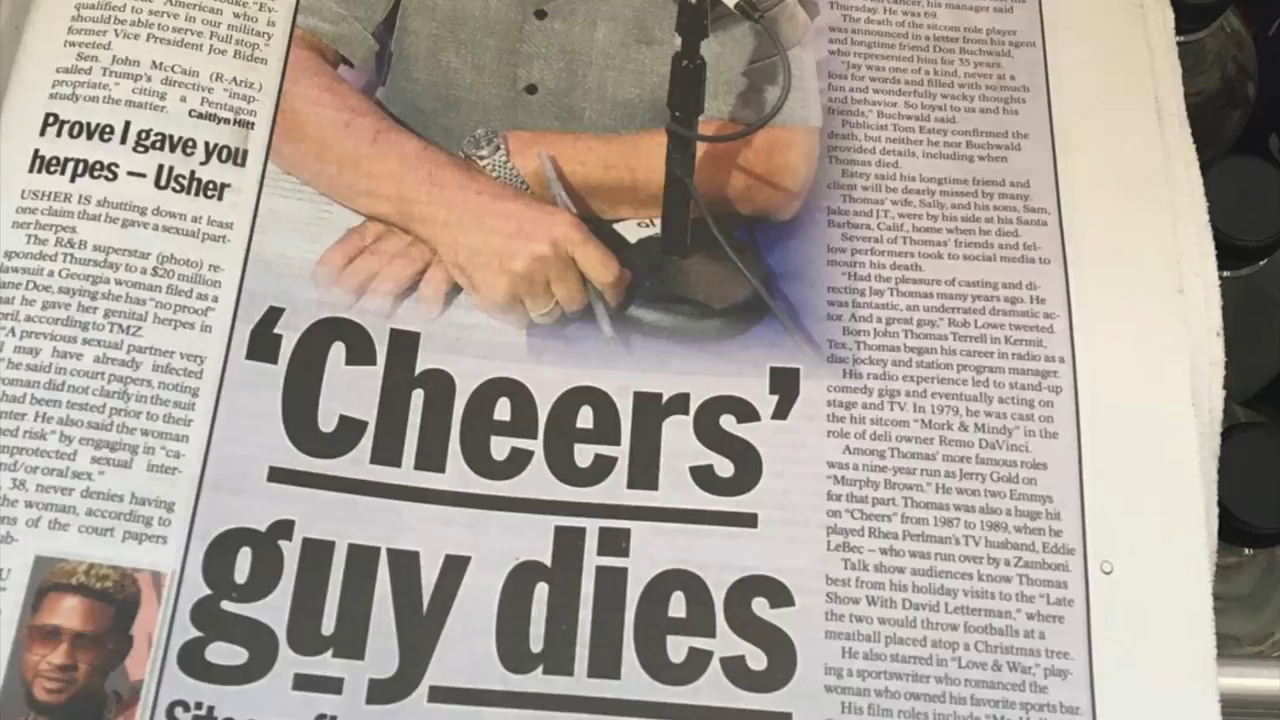 American who is
qualified to serve in our military
should be able to serve. Full stop,"
former Vice President Joe Biden
tweeted.
Sen. John McCain (R-Ariz.)
called Trump's directive "inap-
propriate," citing a Pentagon
study on the matter. Caitlyn Hitt
Prove I gave you
herpes – Usher
USHER IS shutting down at least
one claim that he gave a sexual part-
ner herpes.
The R&B superstar (photo) re-
sponded Thursday to a $20 million
lawsuit a Georgia woman filed as a
ane Doe, saying she has "no proof"
at he gave her genital herpes in
pril, according to TMZ.
"A previous sexual partner very
may have already infected
he said in court papers, noting
oman did not clarify in the suit
had been tested prior to their
nter. He also said the woman
ed risk" by engaging in "ca-
nprotected sexual inter-
nd/or oral sex."
, 38, never denies having
he woman, according to
ns of the court papers
ab-
al
'Cheers'
guy dies
cancer, his manager said
Thursday. He was 69.
The death of the sitcom role player
was announced in a letter from his agent
and longtime friend Don Buchwald,
who represented him for 35 years.
"Jay was one of a kind, never at a
loss for words and filled with so much
fun and wonderfully wacky thoughts
and behavior. So loyal to us and his
friends," Buchwald said.
Publicist Tom Estey confirmed the
death, but neither he nor Buchwald
provided details, including when
Thomas died.
Estey said his longtime friend and
client will be dearly missed by many.
Thomas' wife, Sally, and his sons, Sam,
Jake and J.T., were by his side at his Santa
Barbara, Calif., home when he died.
Several of Thomas' friends and fel-
low performers took to social media to
mourn his death.
"Had the pleasure of casting and di-
recting Jay Thomas many years ago. He
was fantastic, an underrated dramatic ac-
tor. And a great guy," Rob Lowe tweeted.
Born John Thomas Terrell in Kermit,
Tex., Thomas began his career in radio as a
disc jockey and station program manager.
His radio experience led to stand-up
comedy gigs and eventually acting on
stage and TV. In 1979, he was cast on
the hit sitcom "Mork & Mindy" in the
role of deli owner Remo DaVinci.
Among Thomas' more famous roles
was a nine-year run as Jerry Gold on
"Murphy Brown." He won two Emmys
for that part. Thomas was also a huge hit
on "Cheers" from 1987 to 1989, when he
played Rhea Perlman's TV husband, Eddie
LeBec – who was run over by a Zamboni.
Talk show audiences know Thomas
best from his holiday visits to the "Late
Show With David Letterman," where
the two would throw footballs at a
meatball placed atop a Christmas tree.
He also starred in "Love & War," play-
ing a sportswriter who romanced the
woman who owned his favorite sports bar.
His film roles include